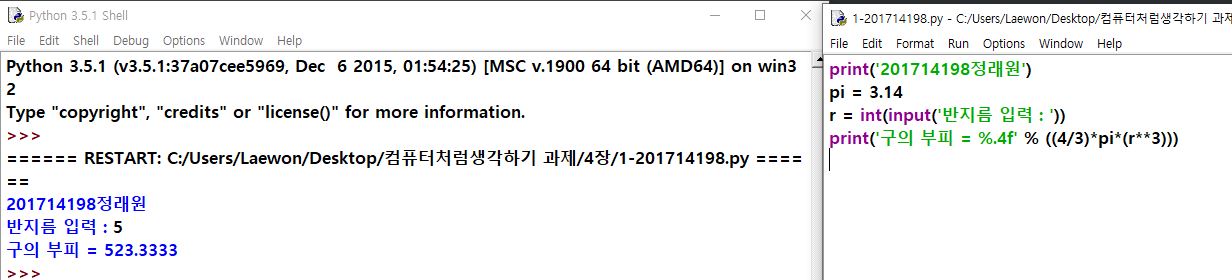 Python 3.5.1 Shell
File Edit Shell Debug Options Window Help
Python 3.5.1 (v3.5.1:37a07cee5969, Dec  6 2015, 01:54:25) [MSC v.1900 64 bit (AMD64)] on win3
2
Type "copyright", "credits" or "license()" for more information.
>>>
====== RESTART: C:/Users/Laewon/Desktop/컴퓨터처럼생각하기 과제/4장/1-201714198.py ====
==
201714198정래원
반지름 입력 : 5
구의 부피 = 523.3333
>>>
1-201714198.py - C:/Users/Laewon/Desktop/컴퓨터처럼생각하기 과제
File Edit Format Run Options Window Help
print('201714198정래원')
pi = 3.14
r = int(input('반지름 입력 : '))
print('구의 부피 = %.4f' % ((4/3)*pi*(r**3)))